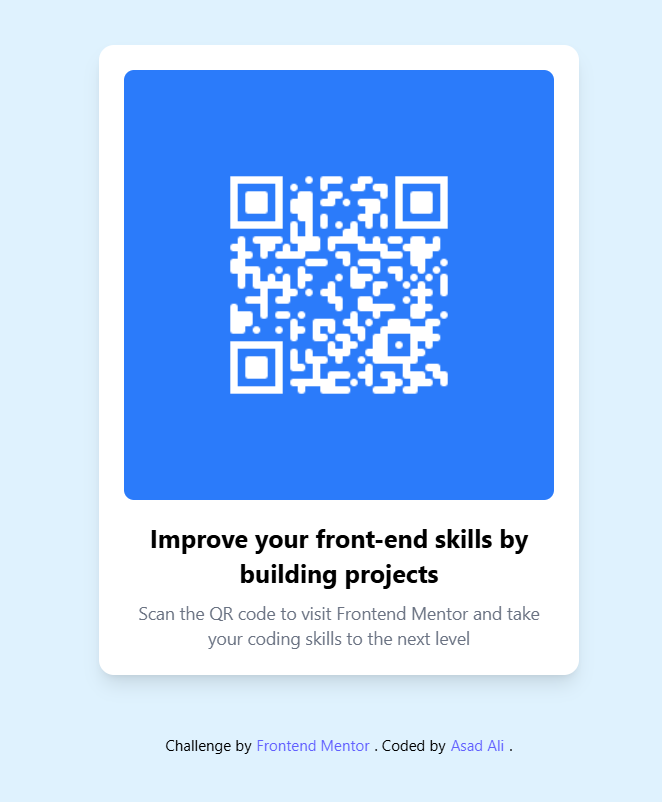 Improve your front-end skills by
building projects
Scan the QR code to visit Frontend Mentor and take
your coding skills to the next level
Challenge by Frontend Mentor . Coded by Asad Ali .